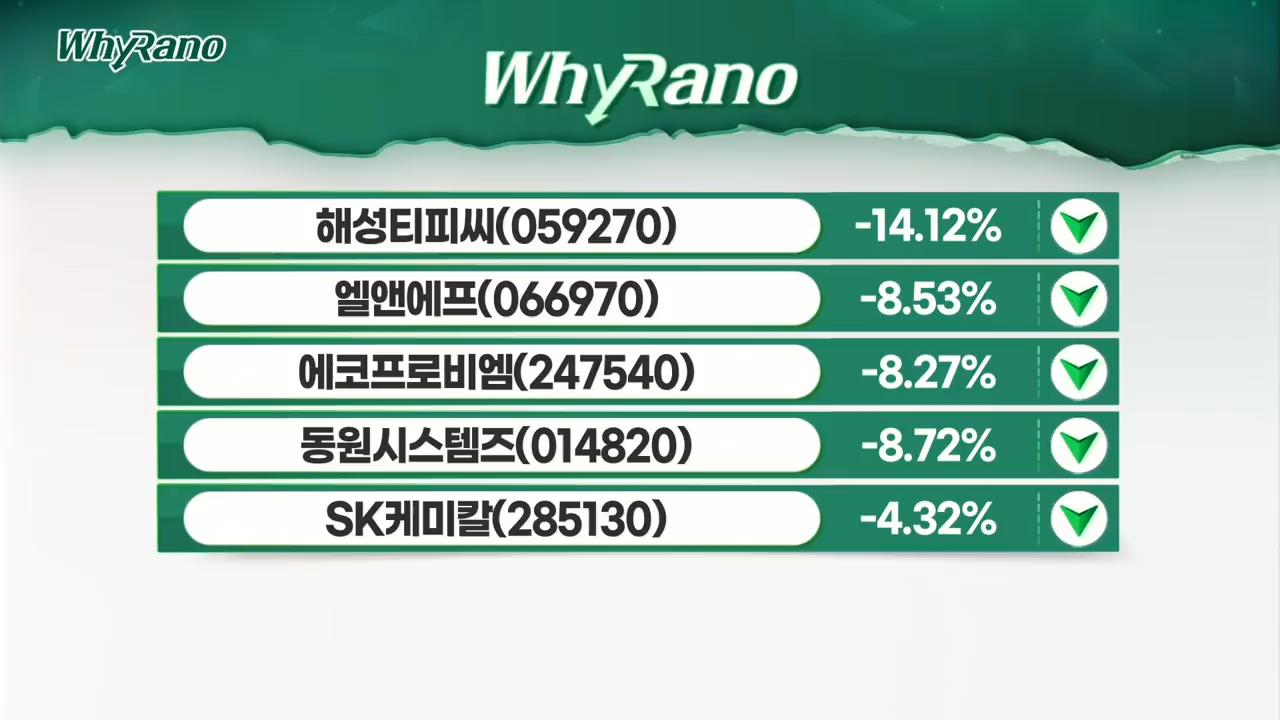 WhyRano
WhyRano
해성티피씨(059270) -14.12%
엘앤에프(066970) -8.53%
에코프로비엠(247540) -8.27%
동원시스템즈(014820) -8.72%
SK케미칼(285130) -4.32%